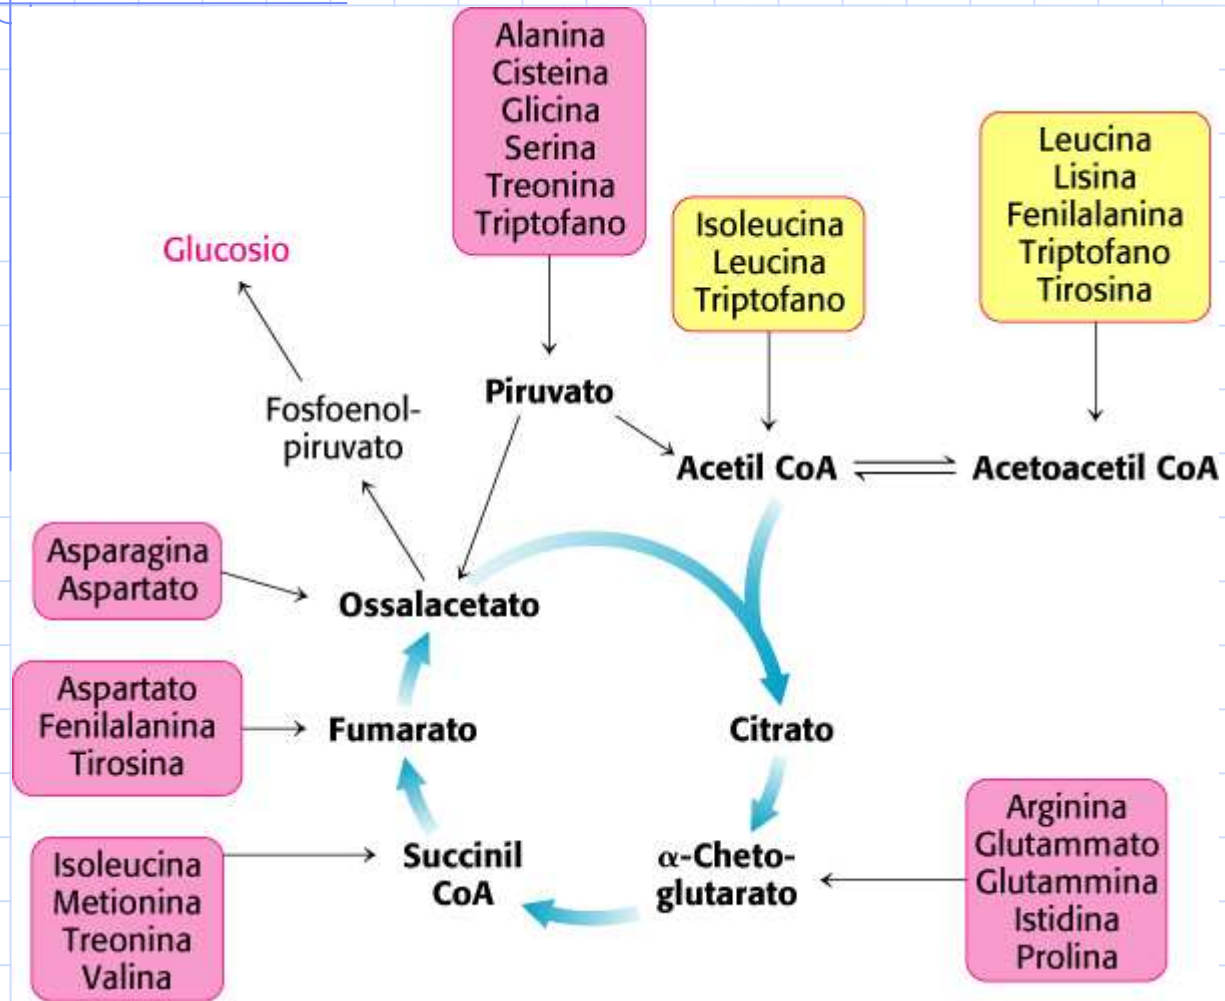 Alanina
Cisteina
Glicina
Serina
Treonina
Triptofano
Leucina
Lisina
Fenilalanina
Triptofano
Tirosina
Isoleucina
Leucina
Triptofano
Glucosio
Piruvato
Fosfoenol-
piruvato
Acetil CoA
Acetoacetil CoA
Asparagina
Aspartato
Ossalacetato
Aspartato
Fenilalanina
Tirosina
Fumarato
Citrato
Isoleucina
Metionina
Treonina
Valina
Succinil
CoA
α-Cheto-
glutarato
Arginina
Glutammato
Glutammina
Istidina
Prolina